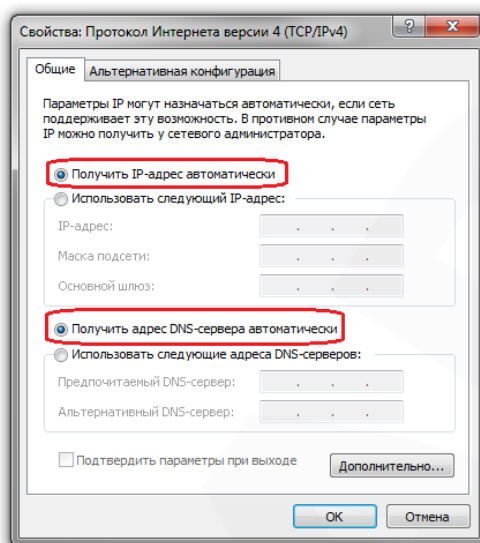 Свойства: Протокол Интернета версии 4 (TCP/IPv4)
Общие
Альтернативная конфигурация
Параметры IP могут назначаться автоматически, если сеть
поддерживает эту возможность. В противном случае параметры
IP можно получить у сетевого администратора.
Получить IP-адрес автоматически
Использовать следующий IP-адрес:
IP-адрес:
Маска подсети:
Основной шлюз:
Получить адрес DNS-сервера автоматически
Использовать следующие адреса DNS-серверов:
Предпочитаемый DNS-сервер:
Альтернативный DNS-сервер:
Подтвердить параметры при выходе
Дополнительно...
ОК
Отмена